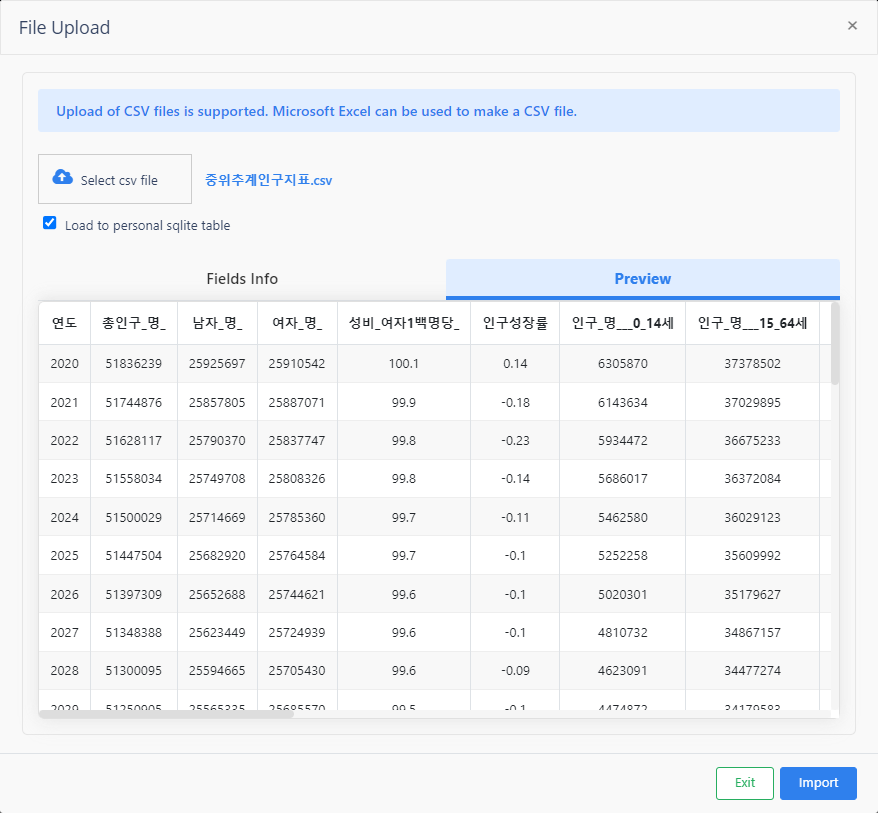 File Upload ×
Upload of CSV files is supported. Microsoft Excel can be used to make a CSV file.
Select csv file 중위추계인구지표.csv
Load to personal sqlite table
Fields Info Preview
연도 총인구_명_ 남자_명_ 여자_명_ 성비_여자1백명당_ 인구성장률 인구_명___0_14세 인구_명___15_64세
2020 51836239 25925697 25910542 100.1 0.14 6305870 37378502
2021 51744876 25857805 25887071 99.9 -0.18 6143634 37029895
2022 51628117 25790370 25837747 99.8 -0.23 5934472 36675233
2023 51558034 25749708 25808326 99.8 -0.14 5686017 36372084
2024 51500029 25714669 25785360 99.7 -0.11 5462580 36029123
2025 51447504 25682920 25764584 99.7 -0.1 5252258 35609992
2026 51397309 25652688 25744621 99.6 -0.1 5020301 35179627
2027 51348388 25623449 25724939 99.6 -0.1 4810732 34867157
2028 51300095 25594665 25705430 99.6 -0.09 4623091 34477274
2029 51250905 25565335 25685570 99.5 -0.1 4474872 34179583
Exit Import